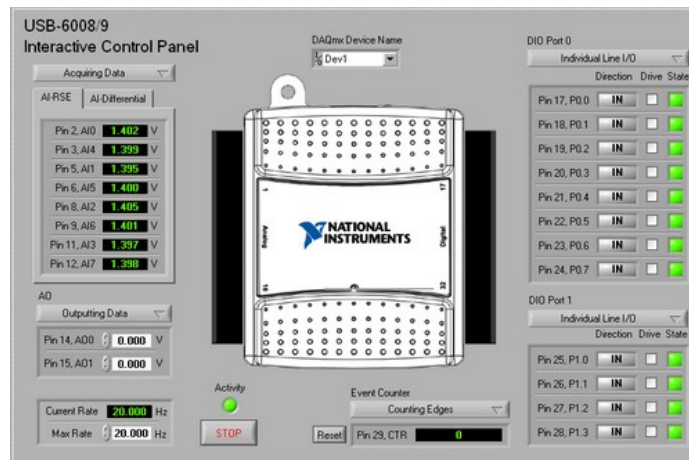 USB-6008/9
Interactive Control Panel
Acquiring Data
AI-RSE AI-Differential
Pin 2, AI0 1.402 V
Pin 3, AI4 1.399 V
Pin 5, AI1 1.395 V
Pin 6, AI5 1.400 V
Pin 8, AI2 1.405 V
Pin 9, AI6 1.401 V
Pin 11, AI3 1.397 V
Pin 12, AI7 1.398 V
AO
Outputting Data
Pin 14, AO0 0.000 V
Pin 15, AO1 0.000 V
Current Rate 20.000 Hz
Max Rate 20.000 Hz
DAQmx Device Name
Dev1
1
17
NATIONAL
INSTRUMENTS
Analog
Digital
16
32
Activity
STOP
Event Counter
Counting Edges
Reset Pin 29, CTR 0
DIO Port 0
Individual Line I/O
Direction Drive State
Pin 17, P0.0 IN
Pin 18, P0.1 IN
Pin 19, P0.2 IN
Pin 20, P0.3 IN
Pin 21, P0.4 IN
Pin 22, P0.5 IN
Pin 23, P0.6 IN
Pin 24, P0.7 IN
DIO Port 1
Individual Line I/O
Direction Drive State
Pin 25, P1.0 IN
Pin 26, P1.1 IN
Pin 27, P1.2 IN
Pin 28, P1.3 IN